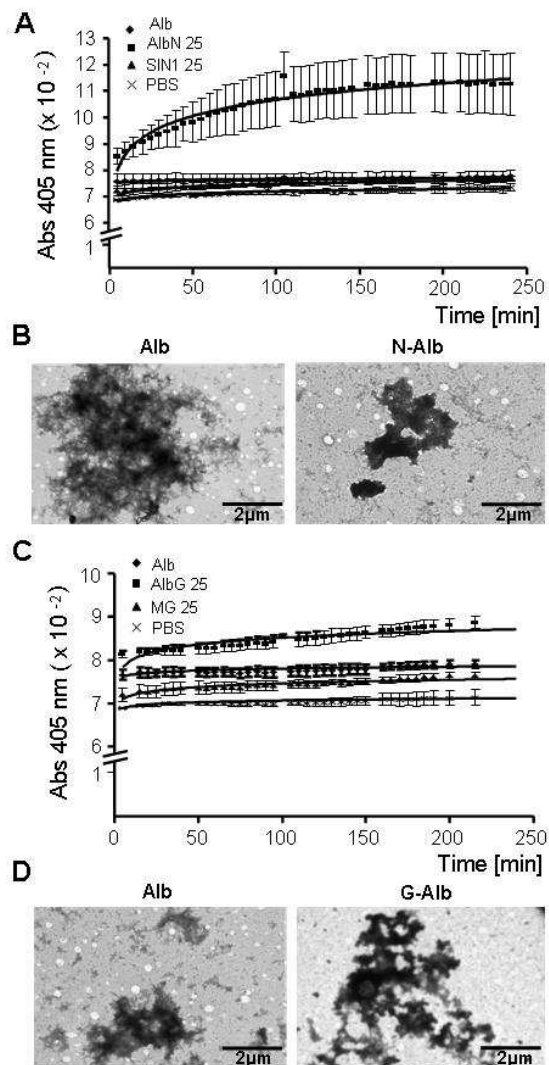 A
Abs 405 nm (x 10 -2)
13
12
11
10
9
8
7
6
1
Alb
AlbN 25
SIN1 25
PBS
0 50 100 150 200 250
Time [min]
B
Alb
N-Alb
2µm
2µm
C
Abs 405 nm ( x 10 -2)
10
9
8
7
6
1
Alb
AlbG 25
MG 25
PBS
0 50 100 150 200 250
Time [min]
D
Alb
G-Alb
2µm
2µm